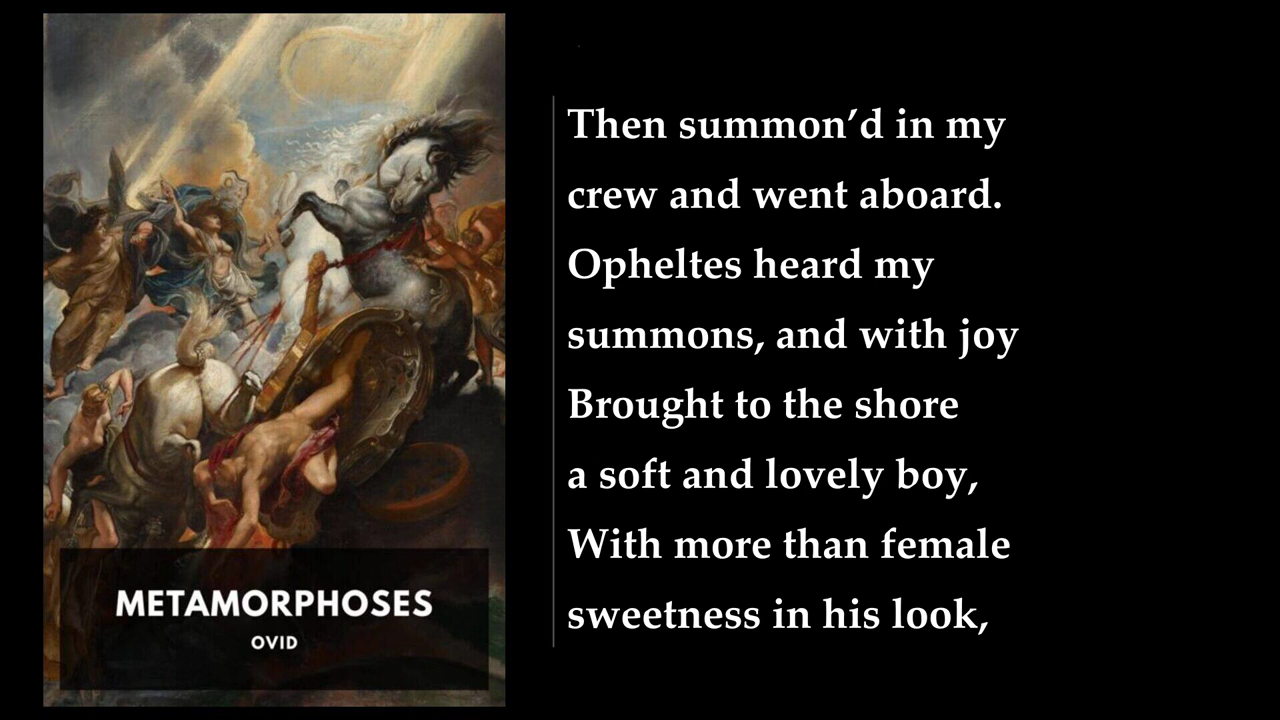 METAMORPHOSES
OVID
Then summon’d in my
crew and went aboard.
Opheltes heard my
summons, and with joy
Brought to the shore
a soft and lovely boy,
With more than female
sweetness in his look,